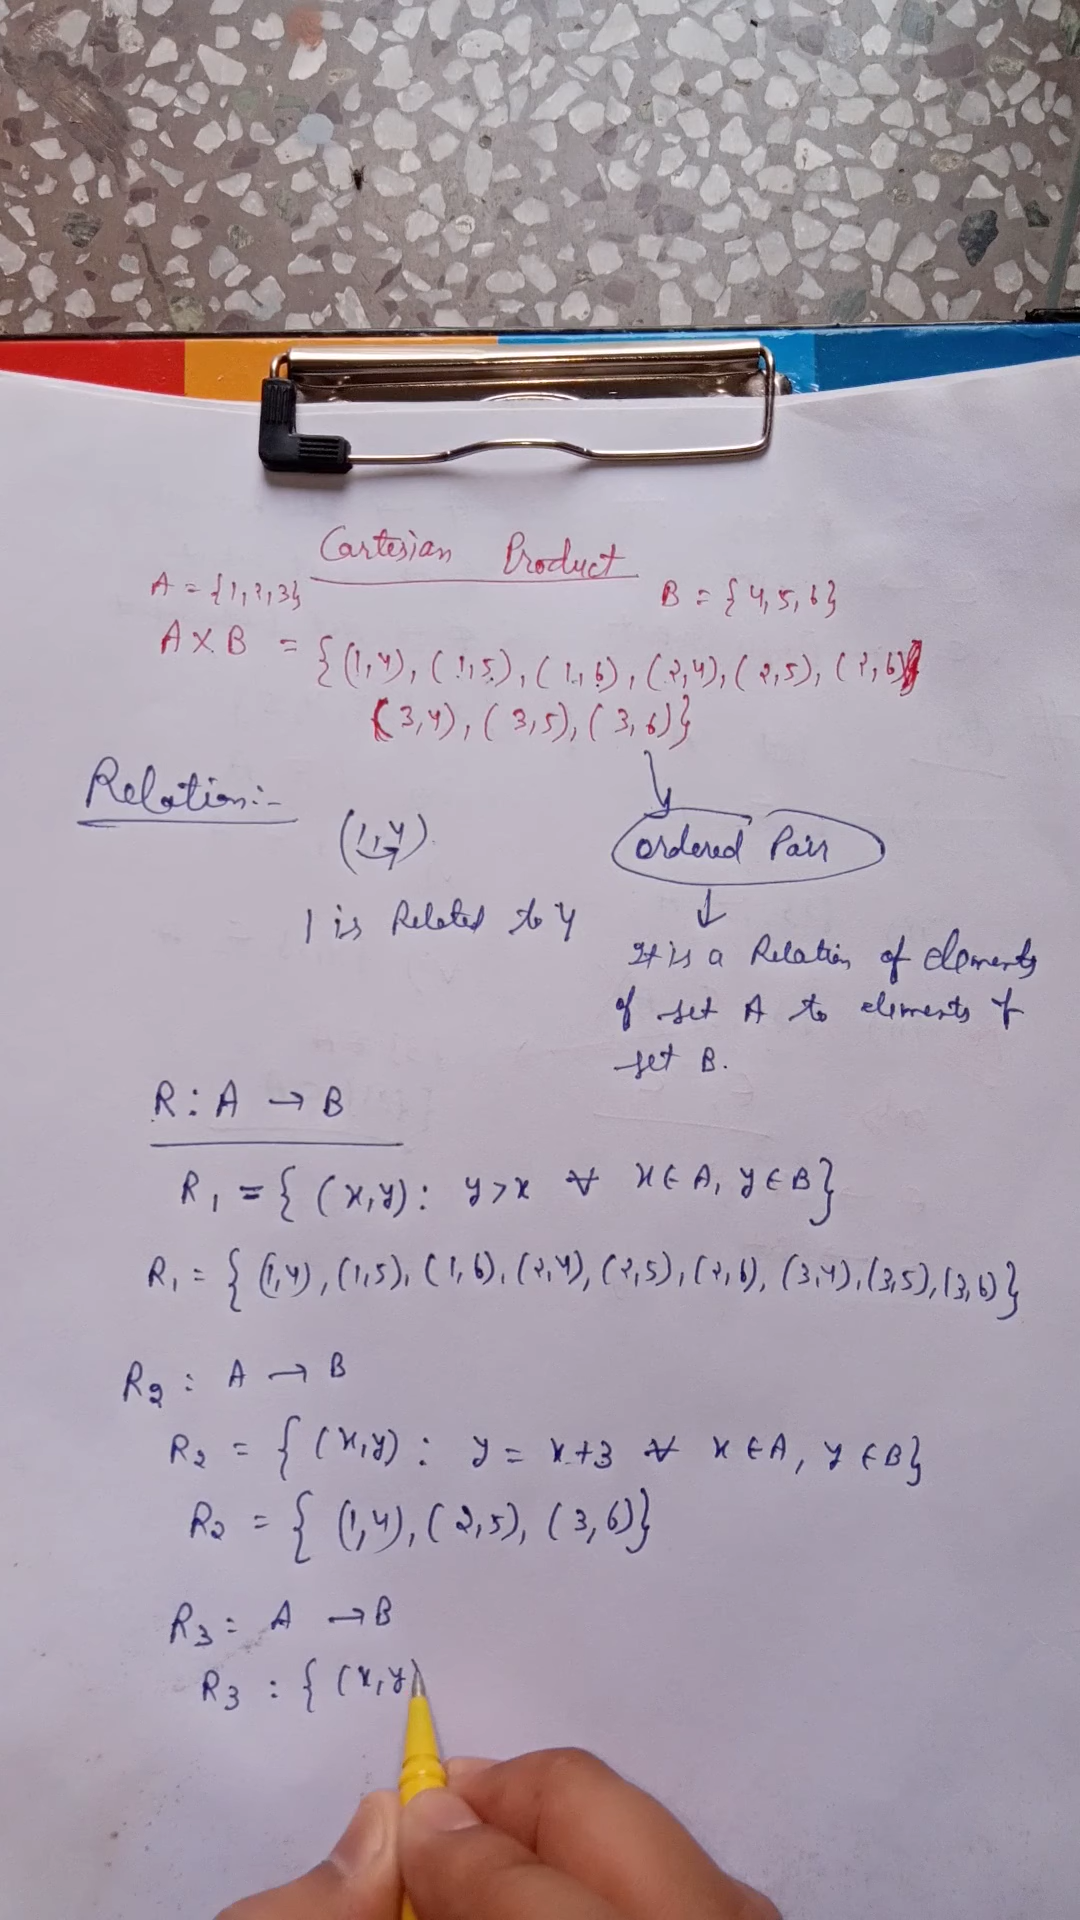 Cartesian Product
A = {1,2,3} B = {4,5,6}
A X B = {(1,4), (1,5), (1,6), (2,4), (2,5), (2,6)
(3,4), (3,5), (3,6)}
Relation:-
(1,4)
ordered Pair
1 is Related to 4
It is a Relation of elements
of set A to elements of
set B.
R : A → B
R₁ = { (x,y) : y>x ∀ x∈A, y∈B}
R₁ = { (1,4), (1,5), (1,6), (2,4), (2,5), (2,6), (3,4), (3,5), (3,6)}
R₂ : A → B
R₂ = { (x,y) : y = x+3 ∀ x∈A, y∈B}
R₂ = { (1,4), (2,5), (3,6)}
R₃ : A → B
R₃ : { (x,y)